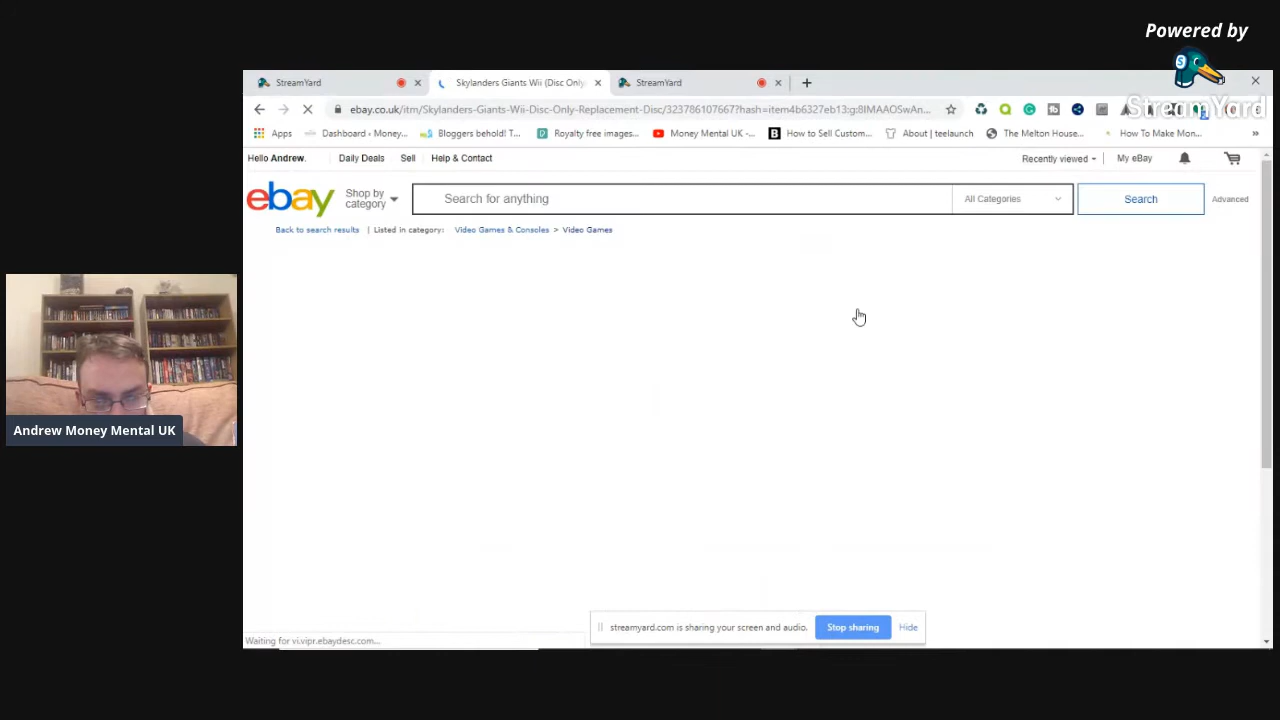 Powered by
StreamYard
StreamYard
Skylanders Giants Wii (Disc Only
StreamYard
ebay.co.uk/itm/Skylanders-Giants-Wii-Disc-Only-Replacement-Disc/323786107667?hash=item4b6327eb13:g:8IMAAOSwAn...
Apps
Dashboard ‹ Money...
Bloggers behold! T...
Royalty free images...
Money Mental UK -...
How to Sell Custom...
About | teelaunch
The Melton House...
How To Make Mon...
Hello Andrew.
Daily Deals
Sell
Help & Contact
Recently viewed
My eBay
ebay
Shop by
category
Search for anything
All Categories
Search
Advanced
Back to search results | Listed in category: Video Games & Consoles > Video Games
Andrew Money Mental UK
streamyard.com is sharing your screen and audio.
Stop sharing
Hide
Waiting for vi.vipr.ebaydesc.com...